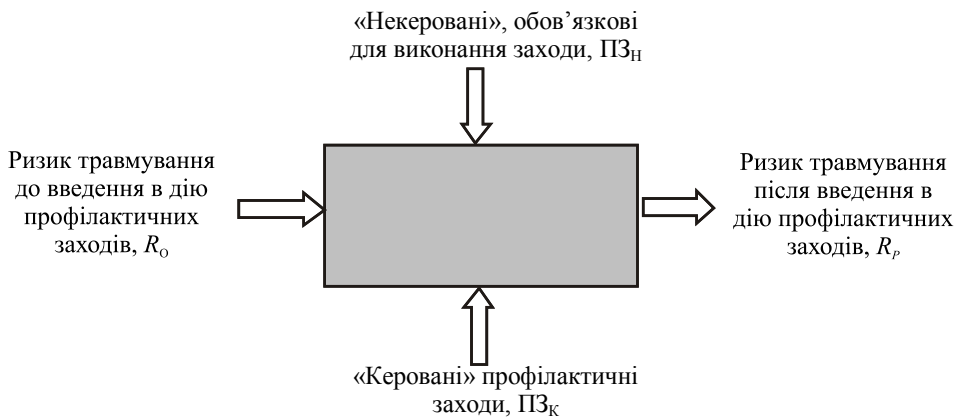 «Некеровані», обов’язкові
для виконання заходи, ПЗН
Ризик травмування
до введення в дію
профілактичних
заходів, RО
Ризик травмування
після введення в
дію профілактичних
заходів, RР
«Керовані» профілактичні
заходи, ПЗК